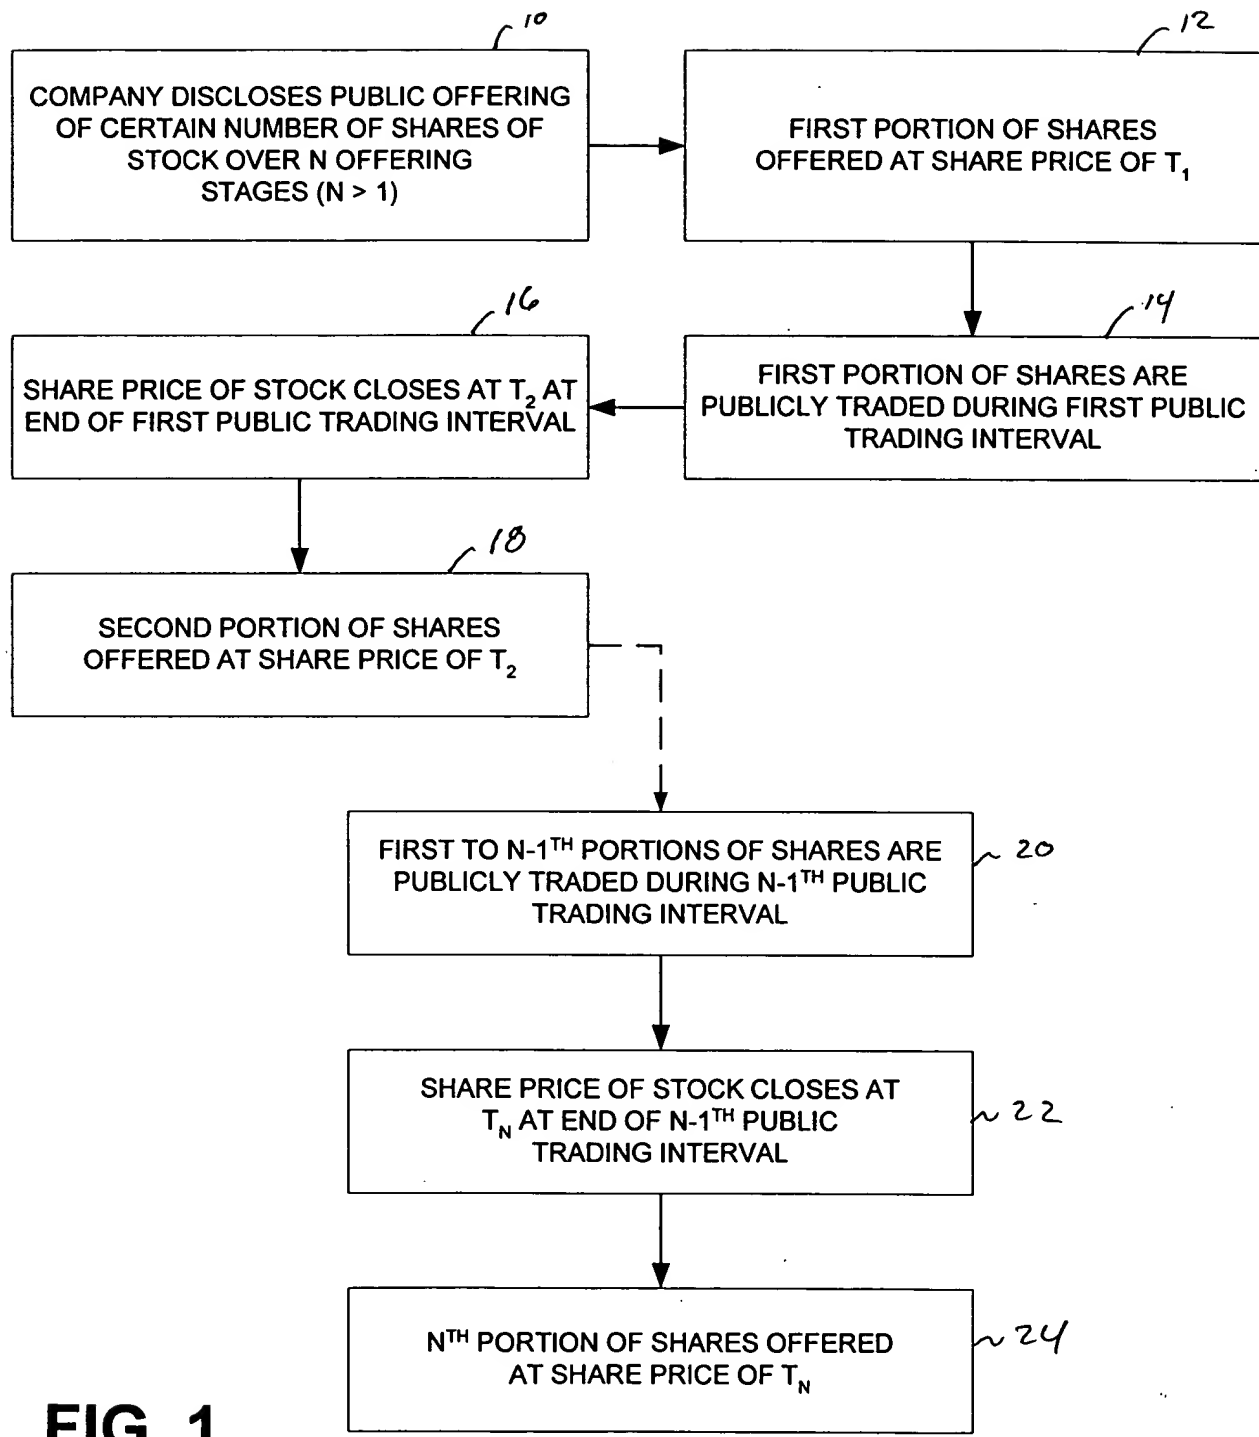 10
COMPANY DISCLOSES PUBLIC OFFERING
OF CERTAIN NUMBER OF SHARES OF
STOCK OVER N OFFERING
STAGES (N > 1)
12
FIRST PORTION OF SHARES
OFFERED AT SHARE PRICE OF T₁
14
FIRST PORTION OF SHARES ARE
PUBLICLY TRADED DURING FIRST PUBLIC
TRADING INTERVAL
16
SHARE PRICE OF STOCK CLOSES AT T₂ AT
END OF FIRST PUBLIC TRADING INTERVAL
18
SECOND PORTION OF SHARES
OFFERED AT SHARE PRICE OF T₂
FIRST TO N-1ᵀᴴ PORTIONS OF SHARES ARE
PUBLICLY TRADED DURING N-1ᵀᴴ PUBLIC
TRADING INTERVAL
20
SHARE PRICE OF STOCK CLOSES AT
T_N AT END OF N-1ᵀᴴ PUBLIC
TRADING INTERVAL
22
Nᵀᴴ PORTION OF SHARES OFFERED
AT SHARE PRICE OF T_N
24
FIG. 1